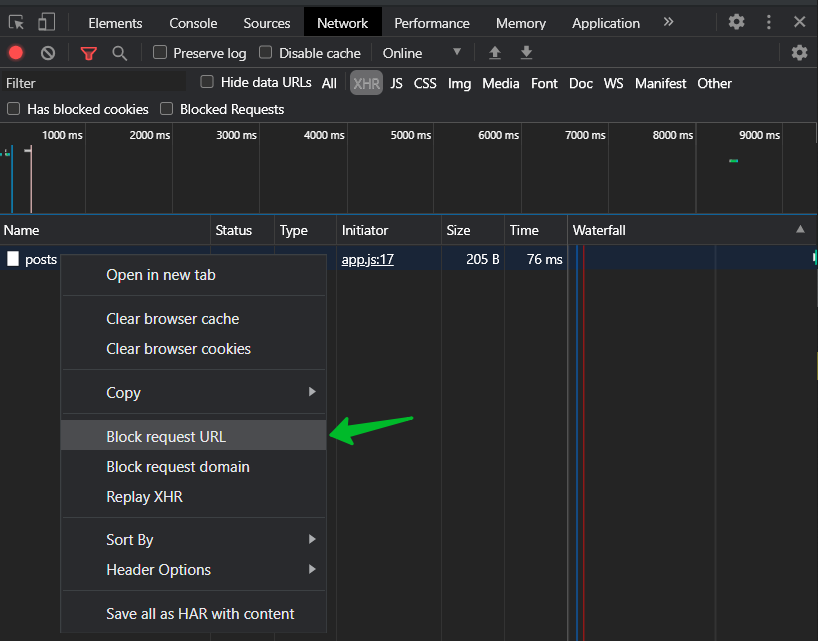 Elements Console Sources Network Performance Memory Application »
Preserve log Disable cache Online
Filter Hide data URLs All XHR JS CSS Img Media Font Doc WS Manifest Other
Has blocked cookies Blocked Requests
1000 ms 2000 ms 3000 ms 4000 ms 5000 ms 6000 ms 7000 ms 8000 ms 9000 ms
Name Status Type Initiator Size Time Waterfall
posts app.js:17 205 B 76 ms
Open in new tab
Clear browser cache
Clear browser cookies
Copy
Block request URL
Block request domain
Replay XHR
Sort By
Header Options
Save all as HAR with content